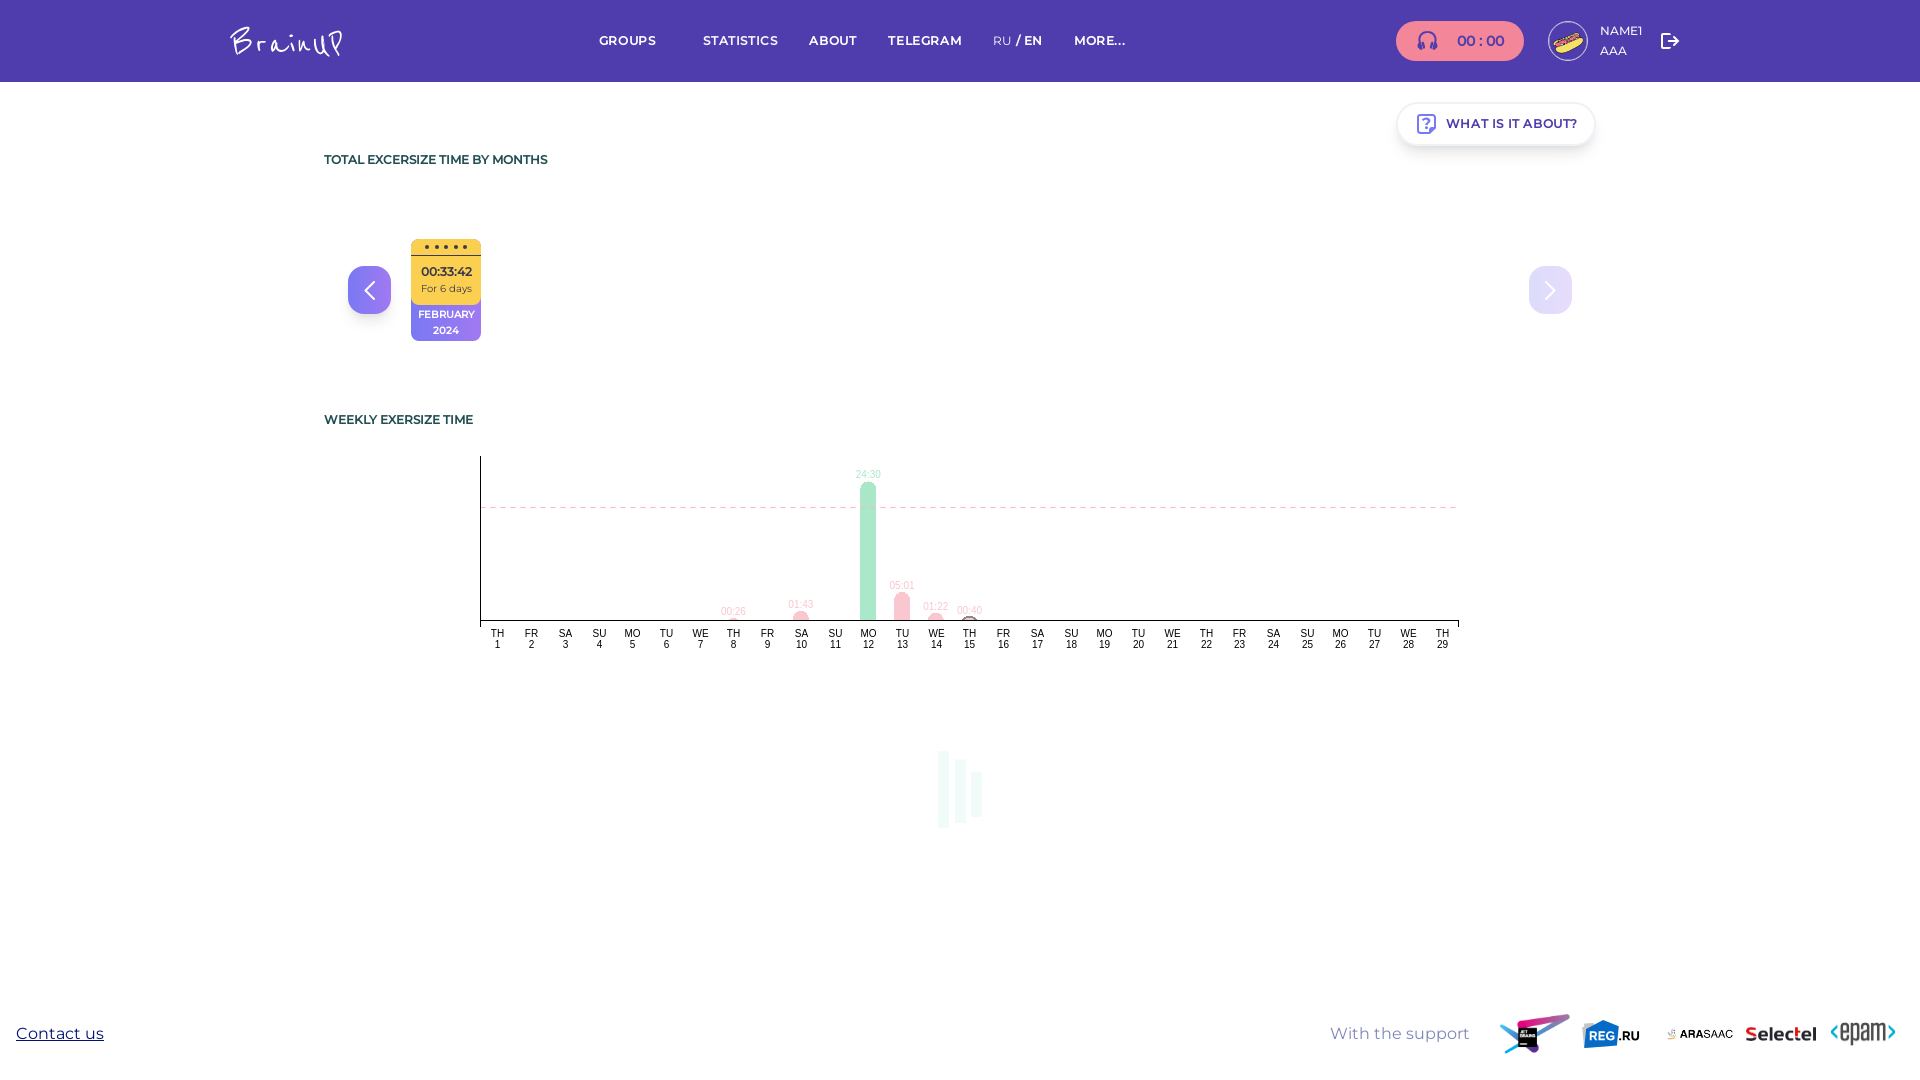 BrainUP
GROUPS STATISTICS ABOUT TELEGRAM RU / EN MORE...
00 : 00
NAME1
AAA
WHAT IS IT ABOUT?
TOTAL EXCERSIZE TIME BY MONTHS
00:33:42
For 6 days
FEBRUARY
2024
WEEKLY EXERSIZE TIME
24:30
05:01
00:26 01:43 01:22 00:40
TH FR SA SU MO TU WE TH FR SA SU MO TU WE TH FR SA SU MO TU WE TH FR SA SU MO TU WE TH
1 2 3 4 5 6 7 8 9 10 11 12 13 14 15 16 17 18 19 20 21 22 23 24 25 26 27 28 29
Contact us
With the support
JET BRAINS
REG.RU
ARASAAC
Selectel
<epam>